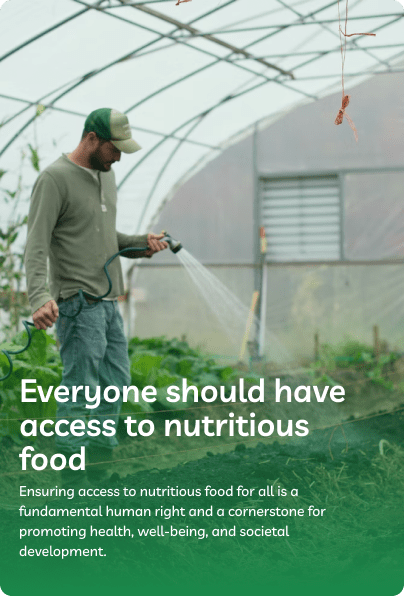 Everyone should have
access to nutritious
food
Ensuring access to nutritious food for all is a
fundamental human right and a cornerstone for
promoting health, well-being, and societal
development.